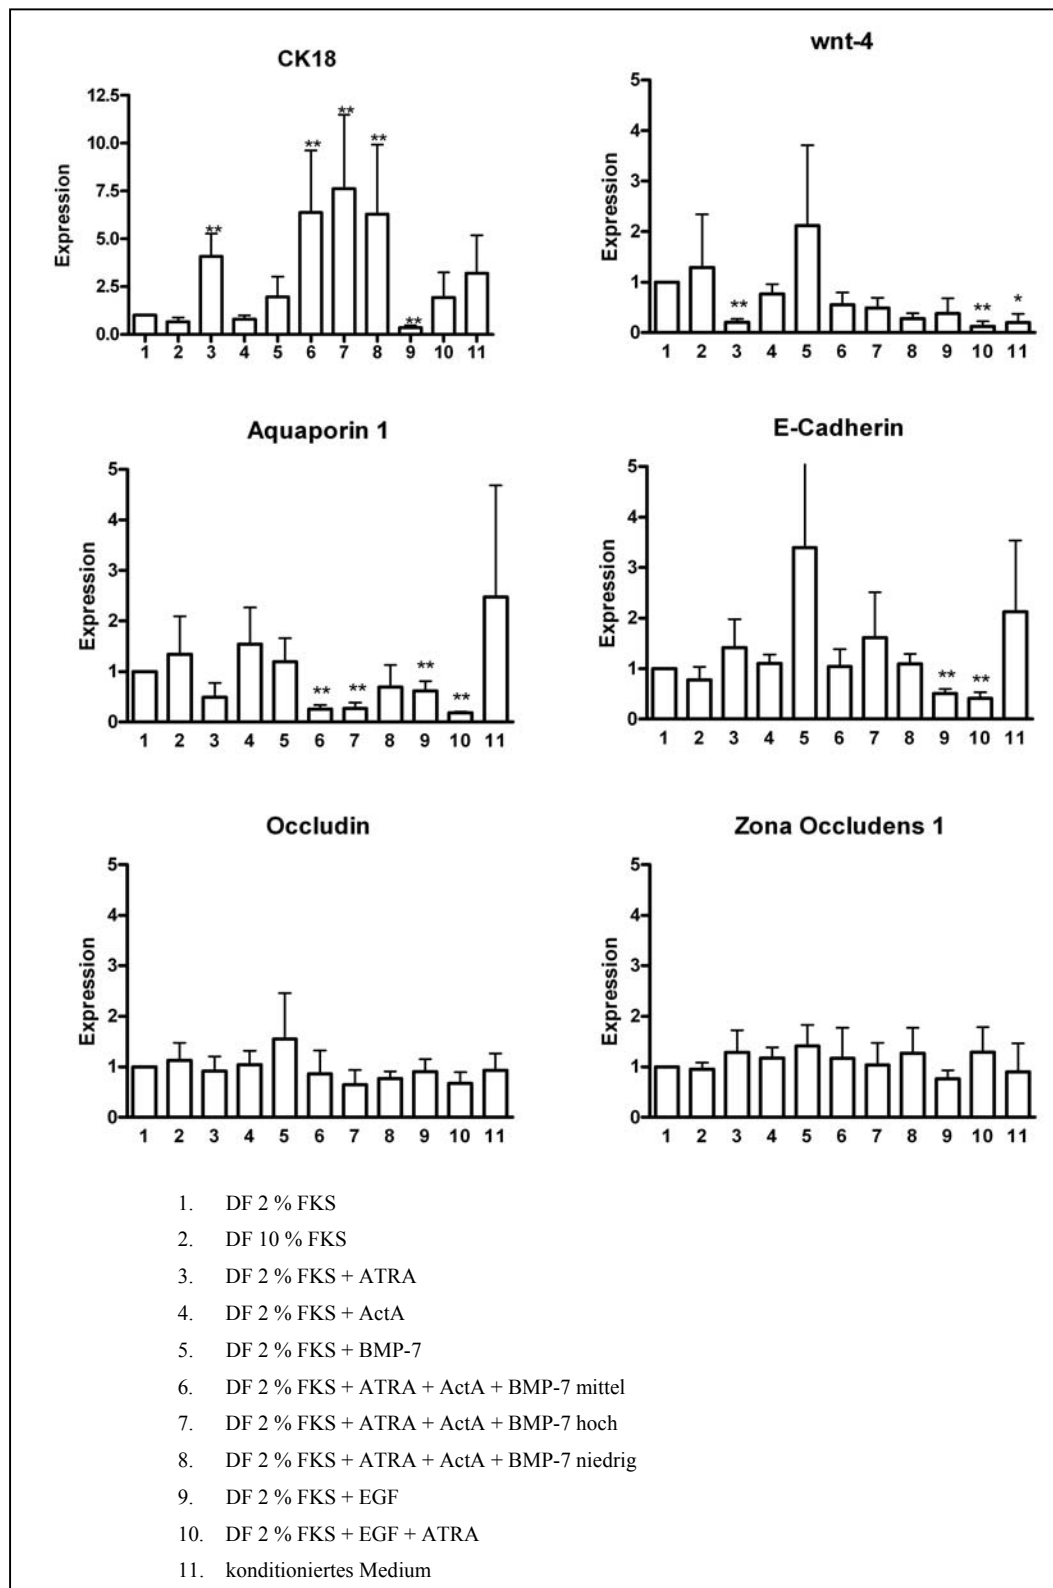 CK18
12.5
10.0
7.5
5.0
2.5
0.0
Expression
** ** ** ** **
1 2 3 4 5 6 7 8 9 10 11
wnt-4
5
4
3
2
1
0
Expression
** ** *
1 2 3 4 5 6 7 8 9 10 11
Aquaporin 1
5
4
3
2
1
0
Expression
** ** ** **
1 2 3 4 5 6 7 8 9 10 11
E-Cadherin
5
4
3
2
1
0
Expression
** **
1 2 3 4 5 6 7 8 9 10 11
Occludin
5
4
3
2
1
0
Expression
1 2 3 4 5 6 7 8 9 10 11
Zona Occludens 1
5
4
3
2
1
0
Expression
1 2 3 4 5 6 7 8 9 10 11
1. DF 2 % FKS
2. DF 10 % FKS
3. DF 2 % FKS + ATRA
4. DF 2 % FKS + ActA
5. DF 2 % FKS + BMP-7
6. DF 2 % FKS + ATRA + ActA + BMP-7 mittel
7. DF 2 % FKS + ATRA + ActA + BMP-7 hoch
8. DF 2 % FKS + ATRA + ActA + BMP-7 niedrig
9. DF 2 % FKS + EGF
10. DF 2 % FKS + EGF + ATRA
11. konditioniertes Medium